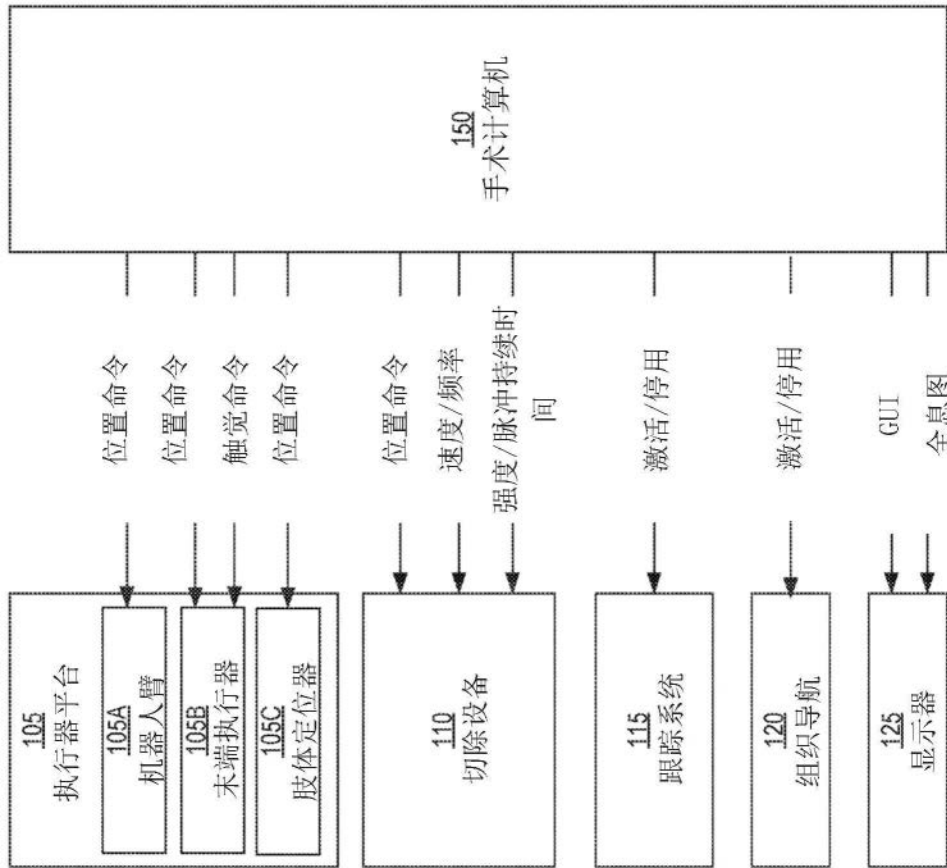 105
执行器平台
105A
机器人臂
105B
末端执行器
105C
肢体定位器
110
切除设备
115
跟踪系统
120
组织导航
125
显示器
位置命令
位置命令
触觉命令
位置命令
位置命令
速度/频率
强度/脉冲持续时
间
激活/停用
激活/停用
GUI
全息图
150
手术计算机